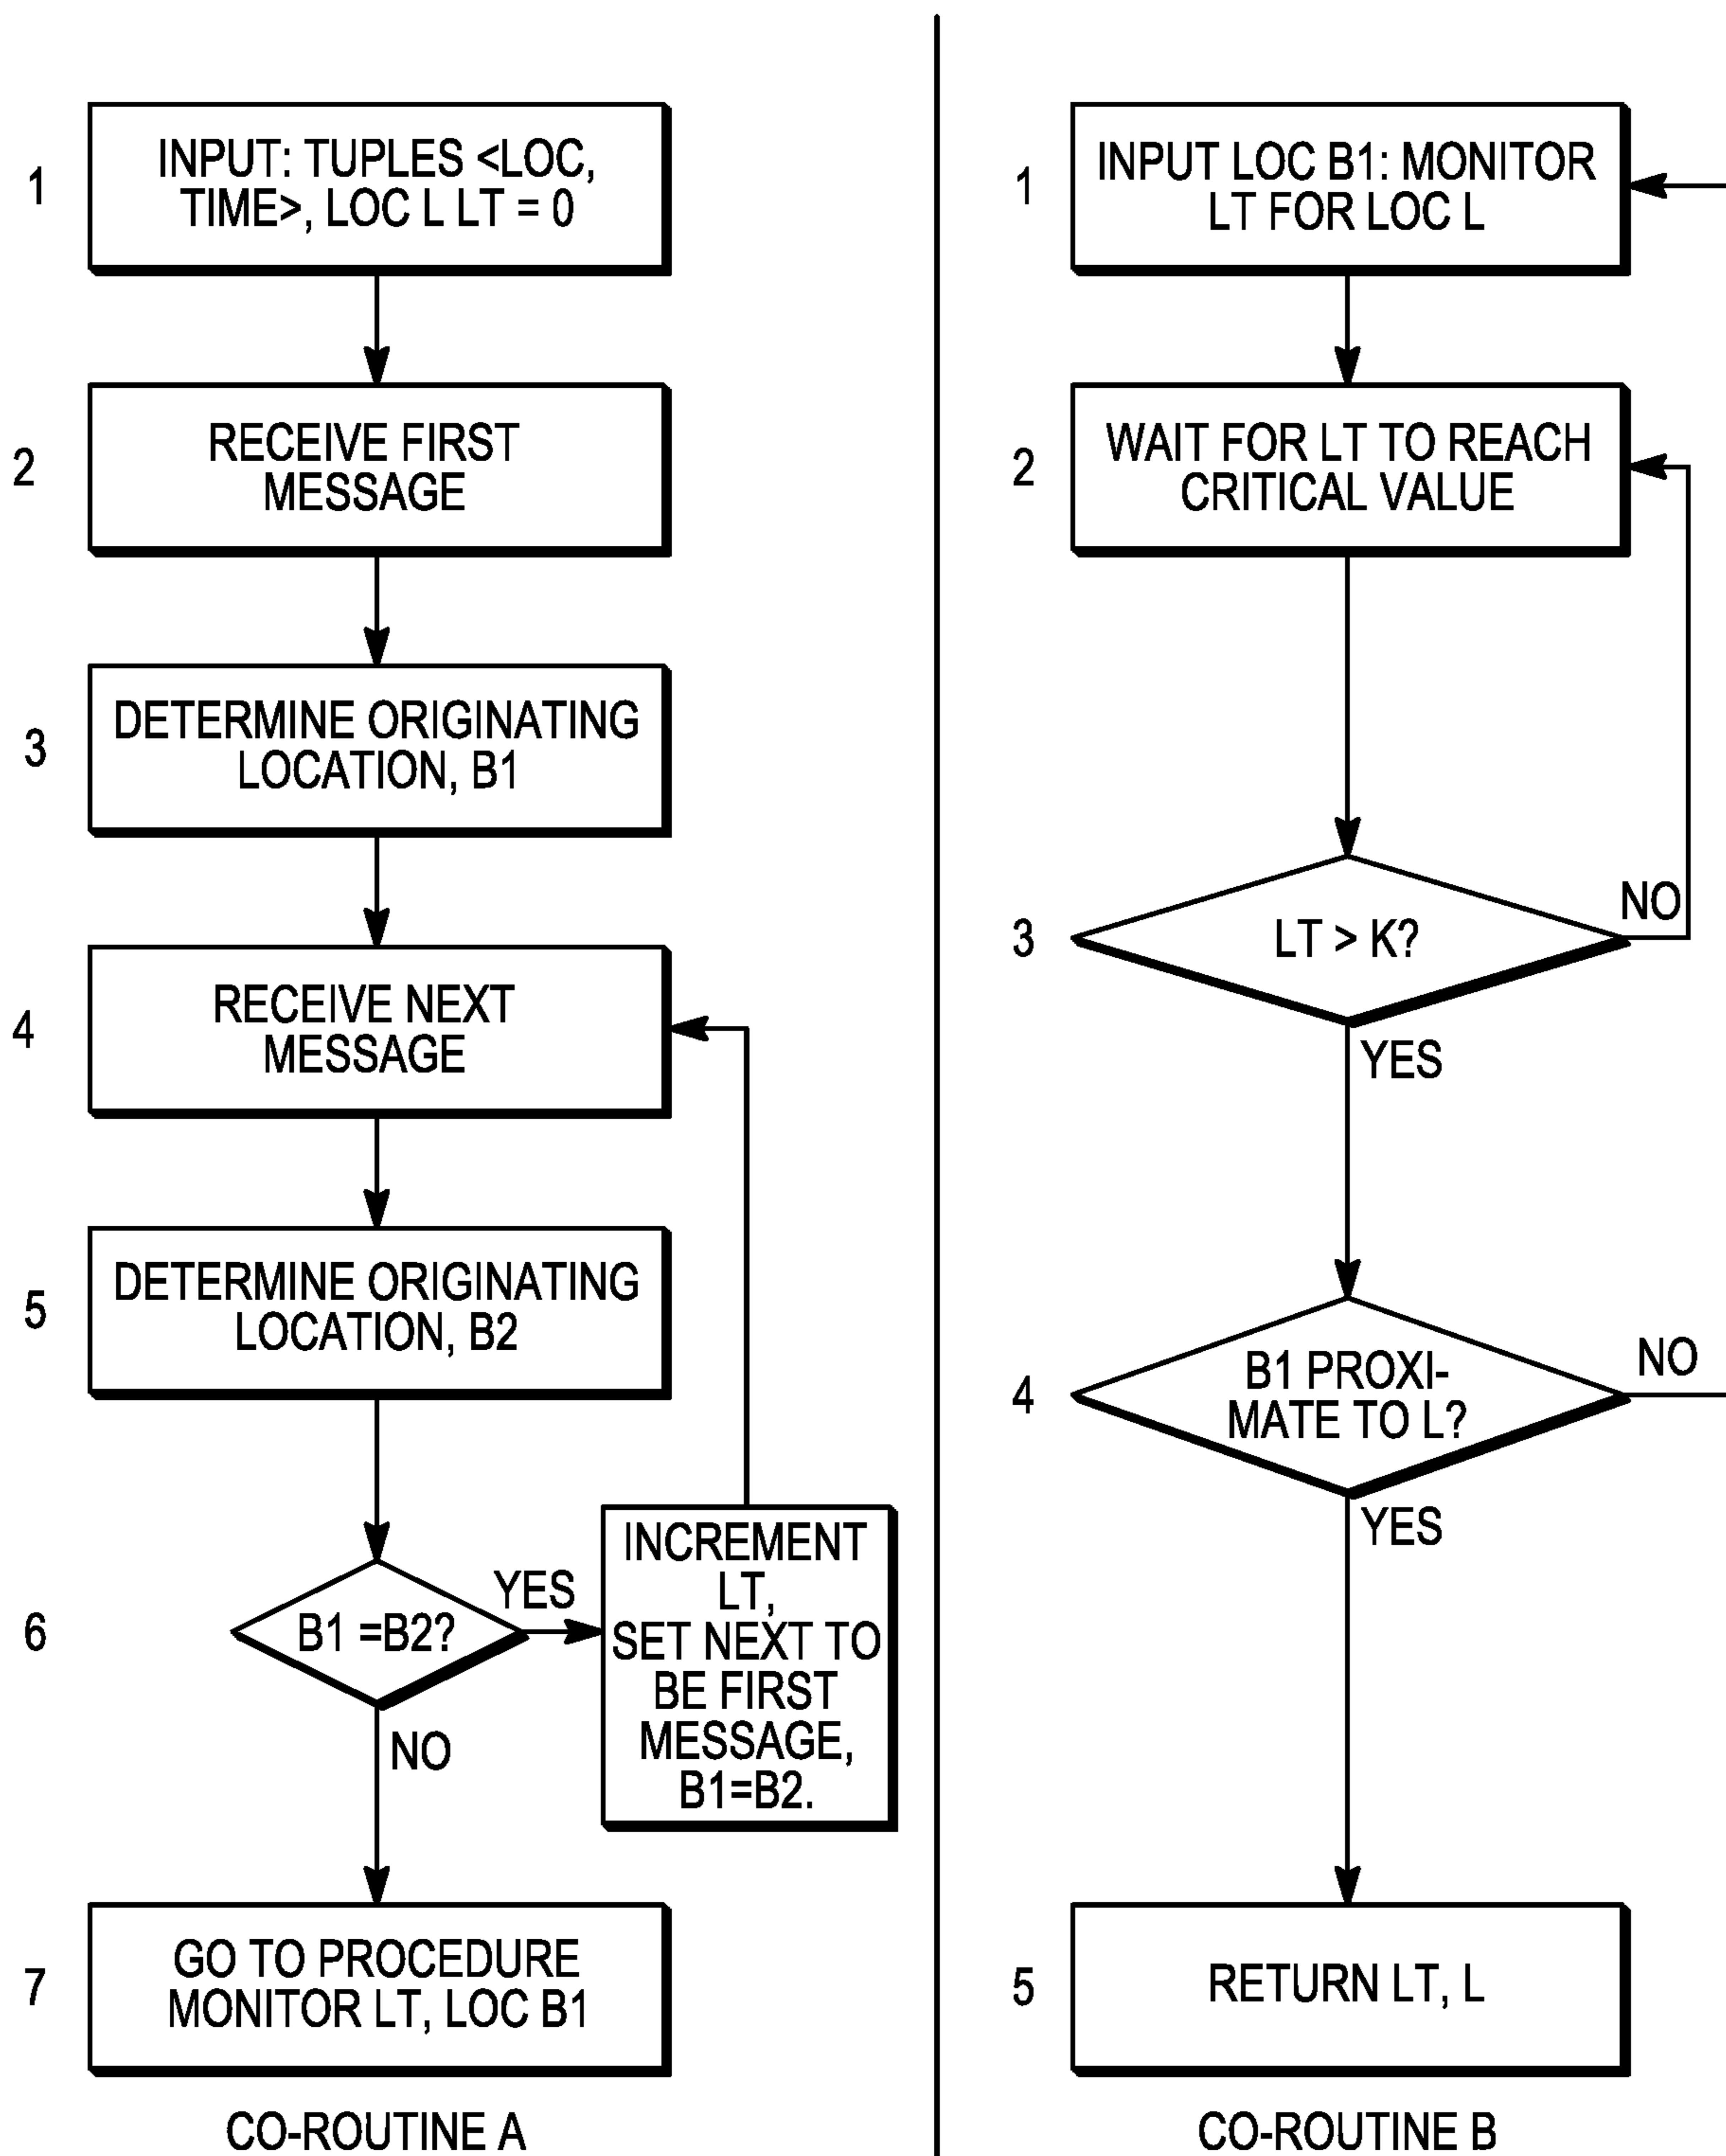 1
INPUT: TUPLES <LOC,
TIME>, LOC L LT = 0
2
RECEIVE FIRST
MESSAGE
3
DETERMINE ORIGINATING
LOCATION, B1
4
RECEIVE NEXT
MESSAGE
5
DETERMINE ORIGINATING
LOCATION, B2
6
B1 =B2?
YES
INCREMENT
LT,
SET NEXT TO
BE FIRST
MESSAGE,
B1=B2.
NO
7
GO TO PROCEDURE
MONITOR LT, LOC B1
CO-ROUTINE A
1
INPUT LOC B1: MONITOR
LT FOR LOC L
2
WAIT FOR LT TO REACH
CRITICAL VALUE
3
LT > K?
NO
YES
4
B1 PROXI-
MATE TO L?
NO
YES
5
RETURN LT, L
CO-ROUTINE B